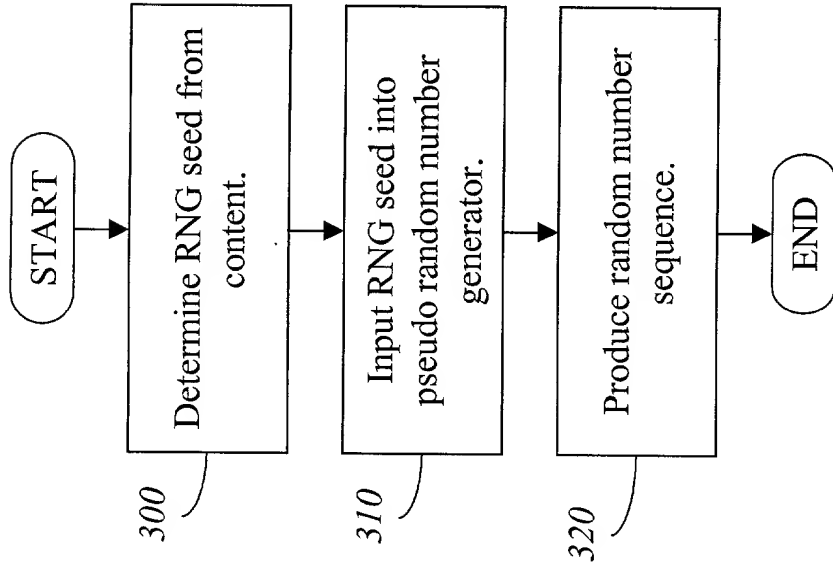 START
300
Determine RNG seed from
content.
310
Input RNG seed into
pseudo random number
generator.
320
Produce random number
sequence.
END